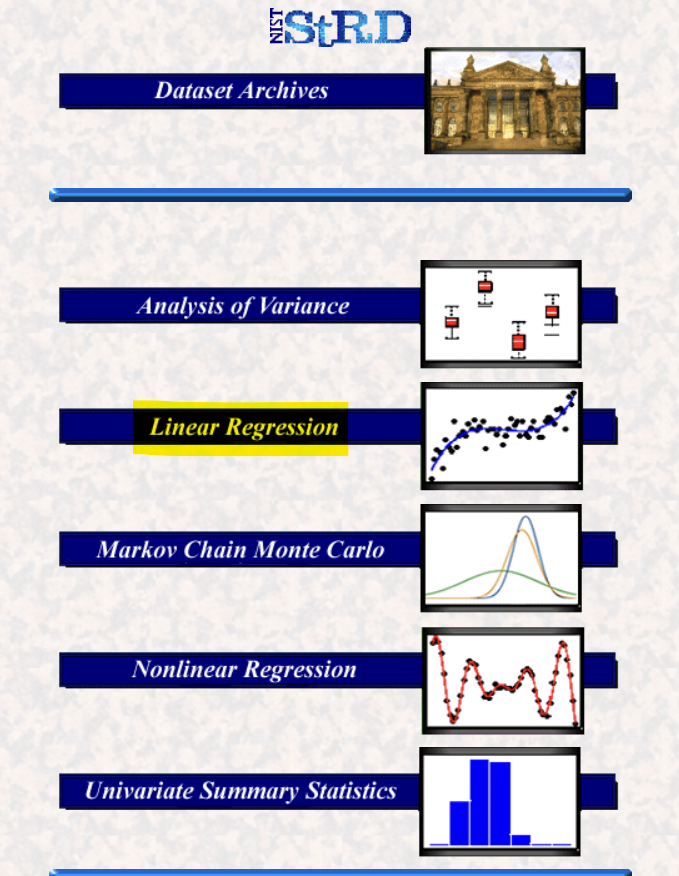 NIST StRD
Dataset Archives
Analysis of Variance
Linear Regression
Markov Chain Monte Carlo
Nonlinear Regression
Univariate Summary Statistics